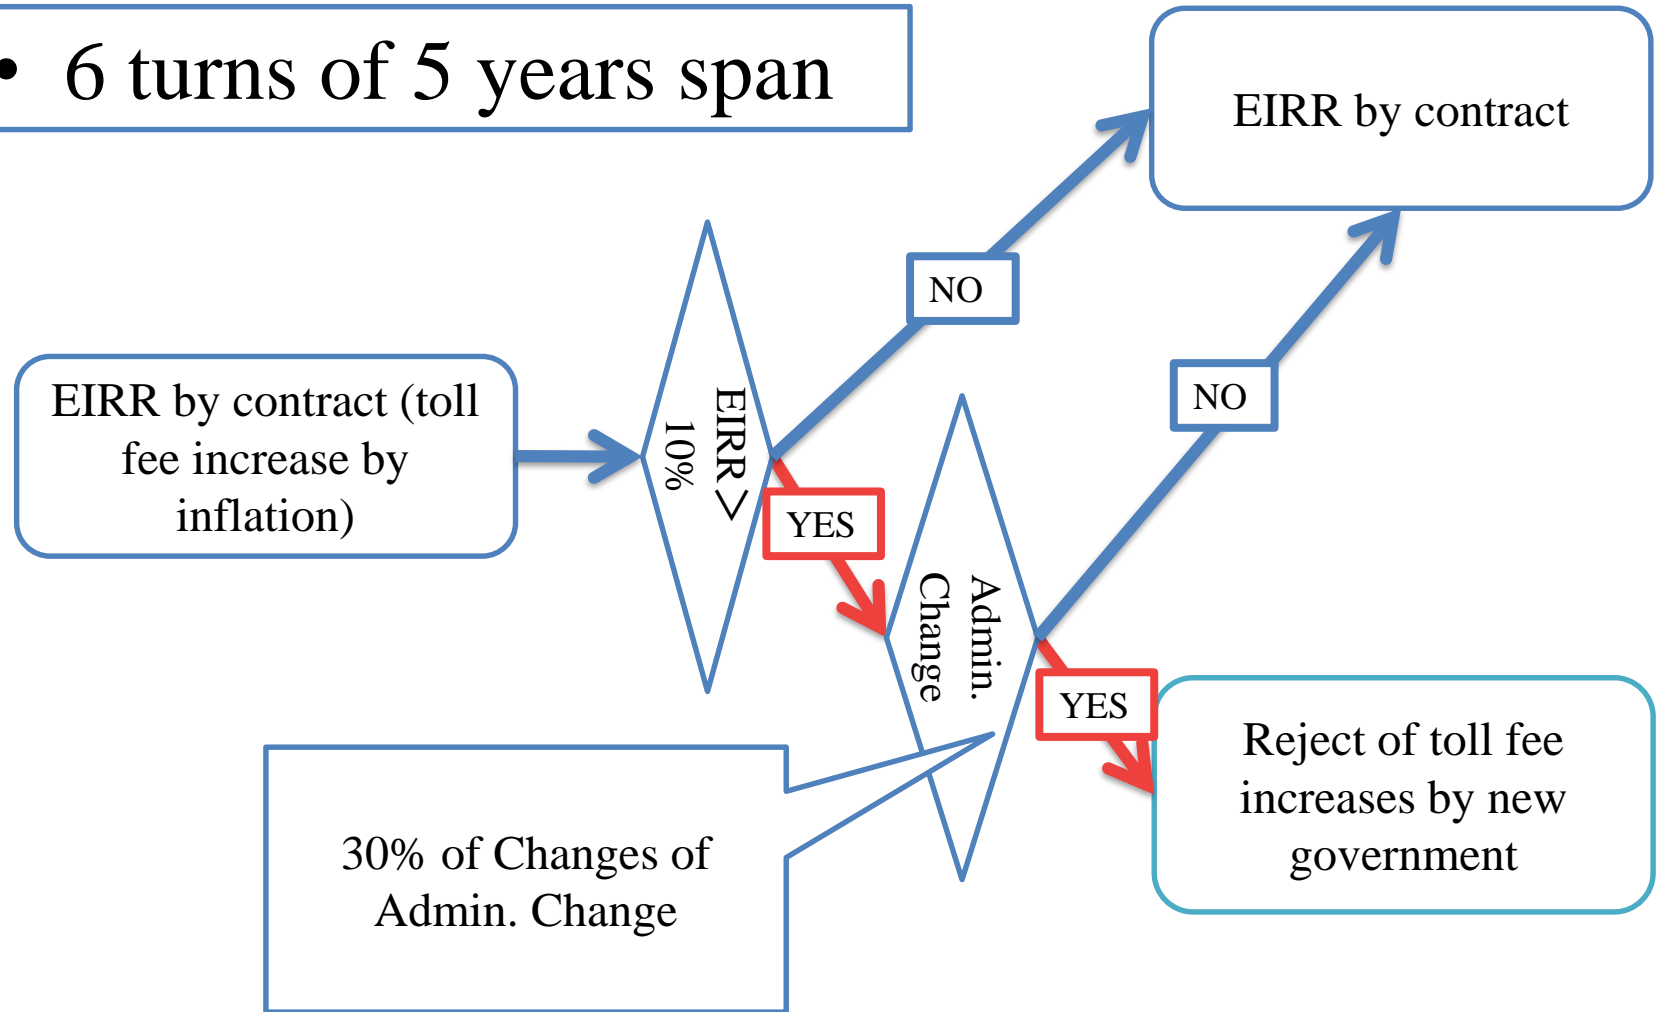 • 6 turns of 5 years span
EIRR by contract
NO
EIRR by contract (toll
fee increase by
inflation)
EIRR＞
10%
NO
YES
Admin.
Change
YES
Reject of toll fee
increases by new
government
30% of Changes of
Admin. Change